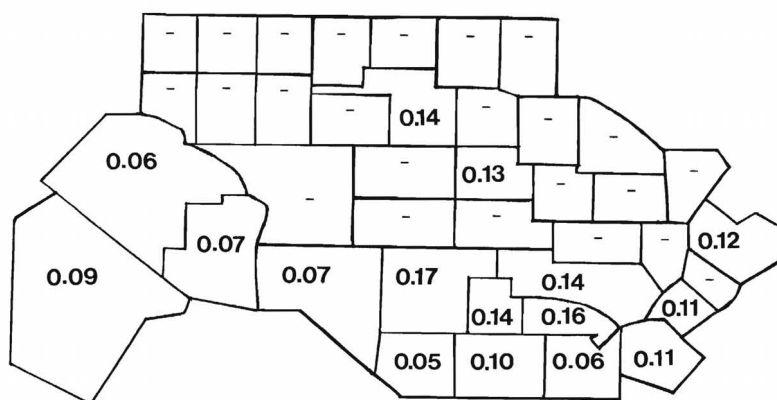 - - - - - - -
- - - - 0.14 - - -
0.06 - 0.13 - - -
- - - 0.12
0.07 - - -
0.09 0.07 0.17 0.14
0.14 0.16 0.11
0.05 0.10 0.06 0.11